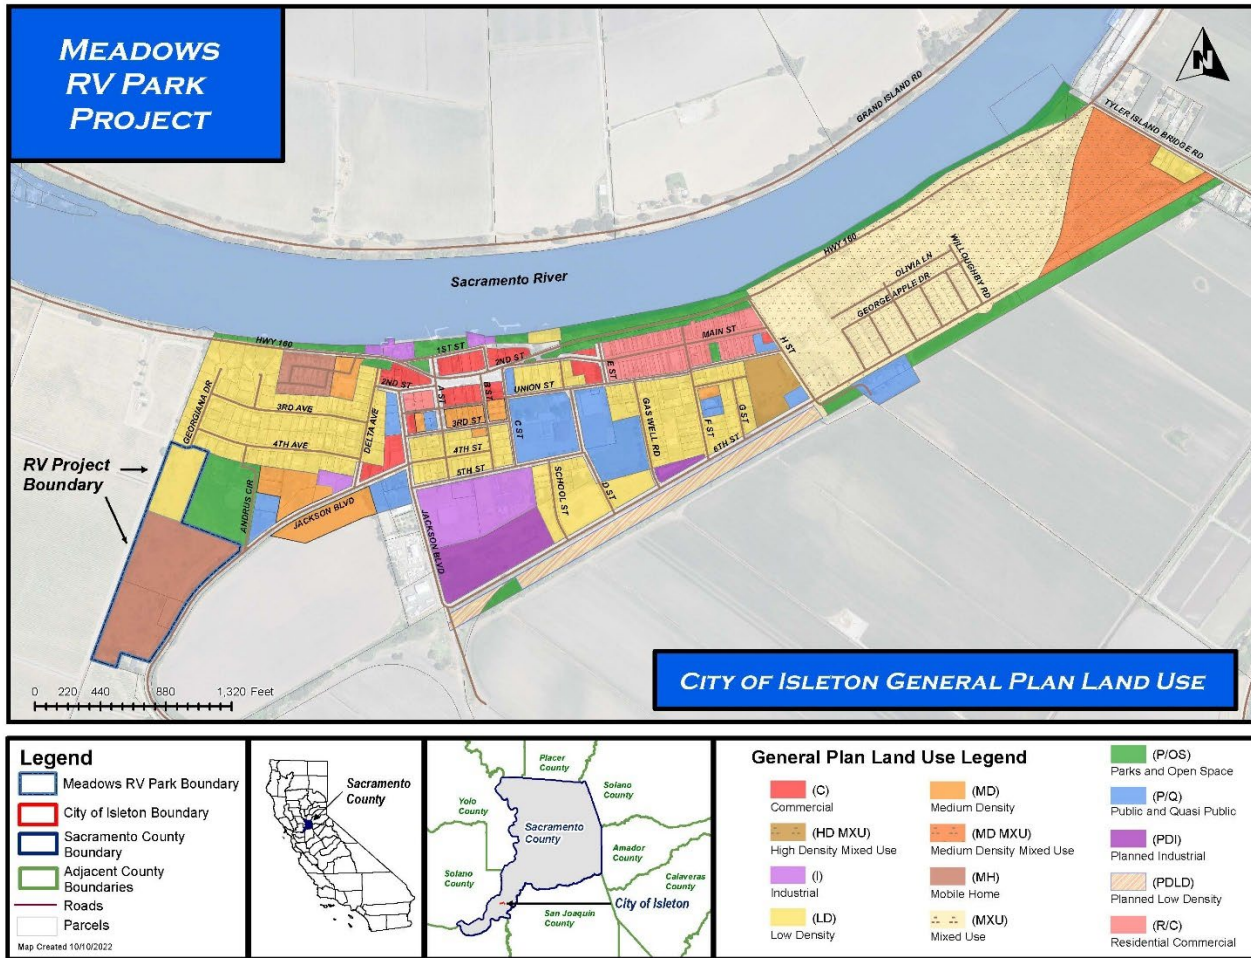 MEADOWS
RV PARK
PROJECT
N
GRAND ISLAND RD
TYLER ISLAND BRIDGE RD
HWY 160
OLIVIA LN
WILLOUGHBY RD
GEORGE APPLE DR
Sacramento River
HWY 160
1ST ST
MAIN ST
2ND ST
2ND ST
E ST
H ST
A ST
B ST
UNION ST
GEORGIANA DR
3RD AVE
DELTA AVE
3RD ST
C ST
GAS WELL RD
F ST
G ST
4TH AVE
4TH ST
6TH ST
5TH ST
RV Project
Boundary
ANDRUS CIR
JACKSON BLVD
SCHOOL ST
D ST
JACKSON BLVD
0 220 440 880 1,320 Feet
CITY OF ISLETON GENERAL PLAN LAND USE
Legend
Meadows RV Park Boundary
City of Isleton Boundary
Sacramento County
Boundary
Adjacent County
Boundaries
Roads
Parcels
Map Created 10/10/2022
Sacramento
County
Placer
County
Solano
County
Yolo
County
Sacramento
County
Amador
County
Solano
County
Calaveras
County
San Joaquin
County
City of Isleton
General Plan Land Use Legend
(C)
Commercial
(HD MXU)
High Density Mixed Use
(I)
Industrial
(LD)
Low Density
(MD)
Medium Density
(MD MXU)
Medium Density Mixed Use
(MH)
Mobile Home
(MXU)
Mixed Use
(P/OS)
Parks and Open Space
(P/Q)
Public and Quasi Public
(PDI)
Planned Industrial
(PDLD)
Planned Low Density
(R/C)
Residential Commercial